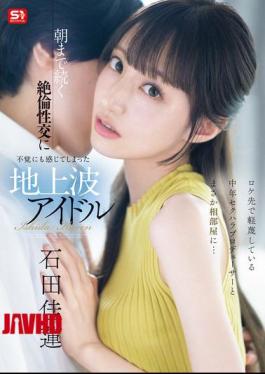 S1
NO.1 STYLE
朝まで続く
絶倫性交に
不覚にも感じてしまった
地上波
アイドル
Ishida Karen
石田佳蓮
ロケ先で軽蔑している
中年セクハラプロデューサーと
まさか相部屋に…
JAVHD